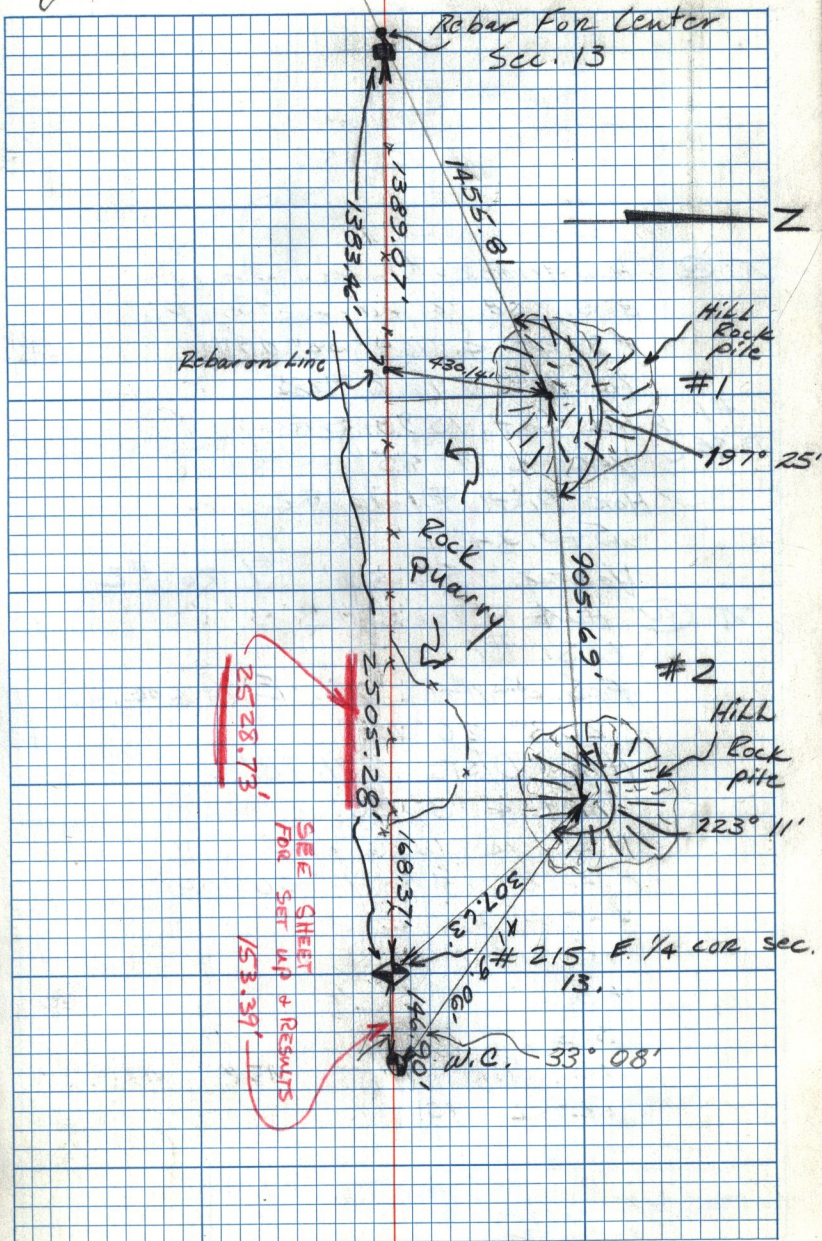 Rebar For Center
Sec. 13
1389.07'
1383.46'
1455.81
Z
Hill
Rock
pile
#1
Rebar on Line
430.14'
197° 25'
Rock
Quarry
905.69'
#2
Hill
Rock
pile
223° 11'
2505.28'
2528.73'
168.37'
307.63'
9.06'
SEE SHEET
FOR SET UP & RESULTS
153.39'
# 215 E. 1/4 cor sec.
13.
146.90'
W.C. 33° 08'